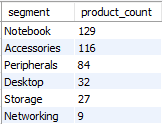 segment product_count
Notebook 129
Accessories 116
Peripherals 84
Desktop 32
Storage 27
Networking 9